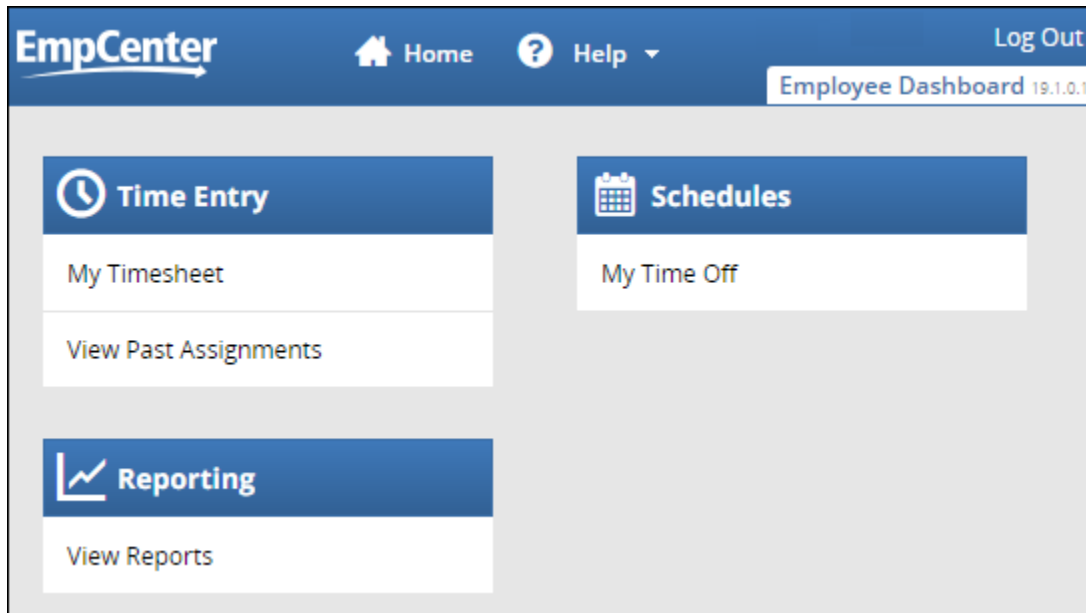 EmpCenter
Home
Help
Log Out
Employee Dashboard 19.1.0.1
Time Entry
My Timesheet
View Past Assignments
Schedules
My Time Off
Reporting
View Reports